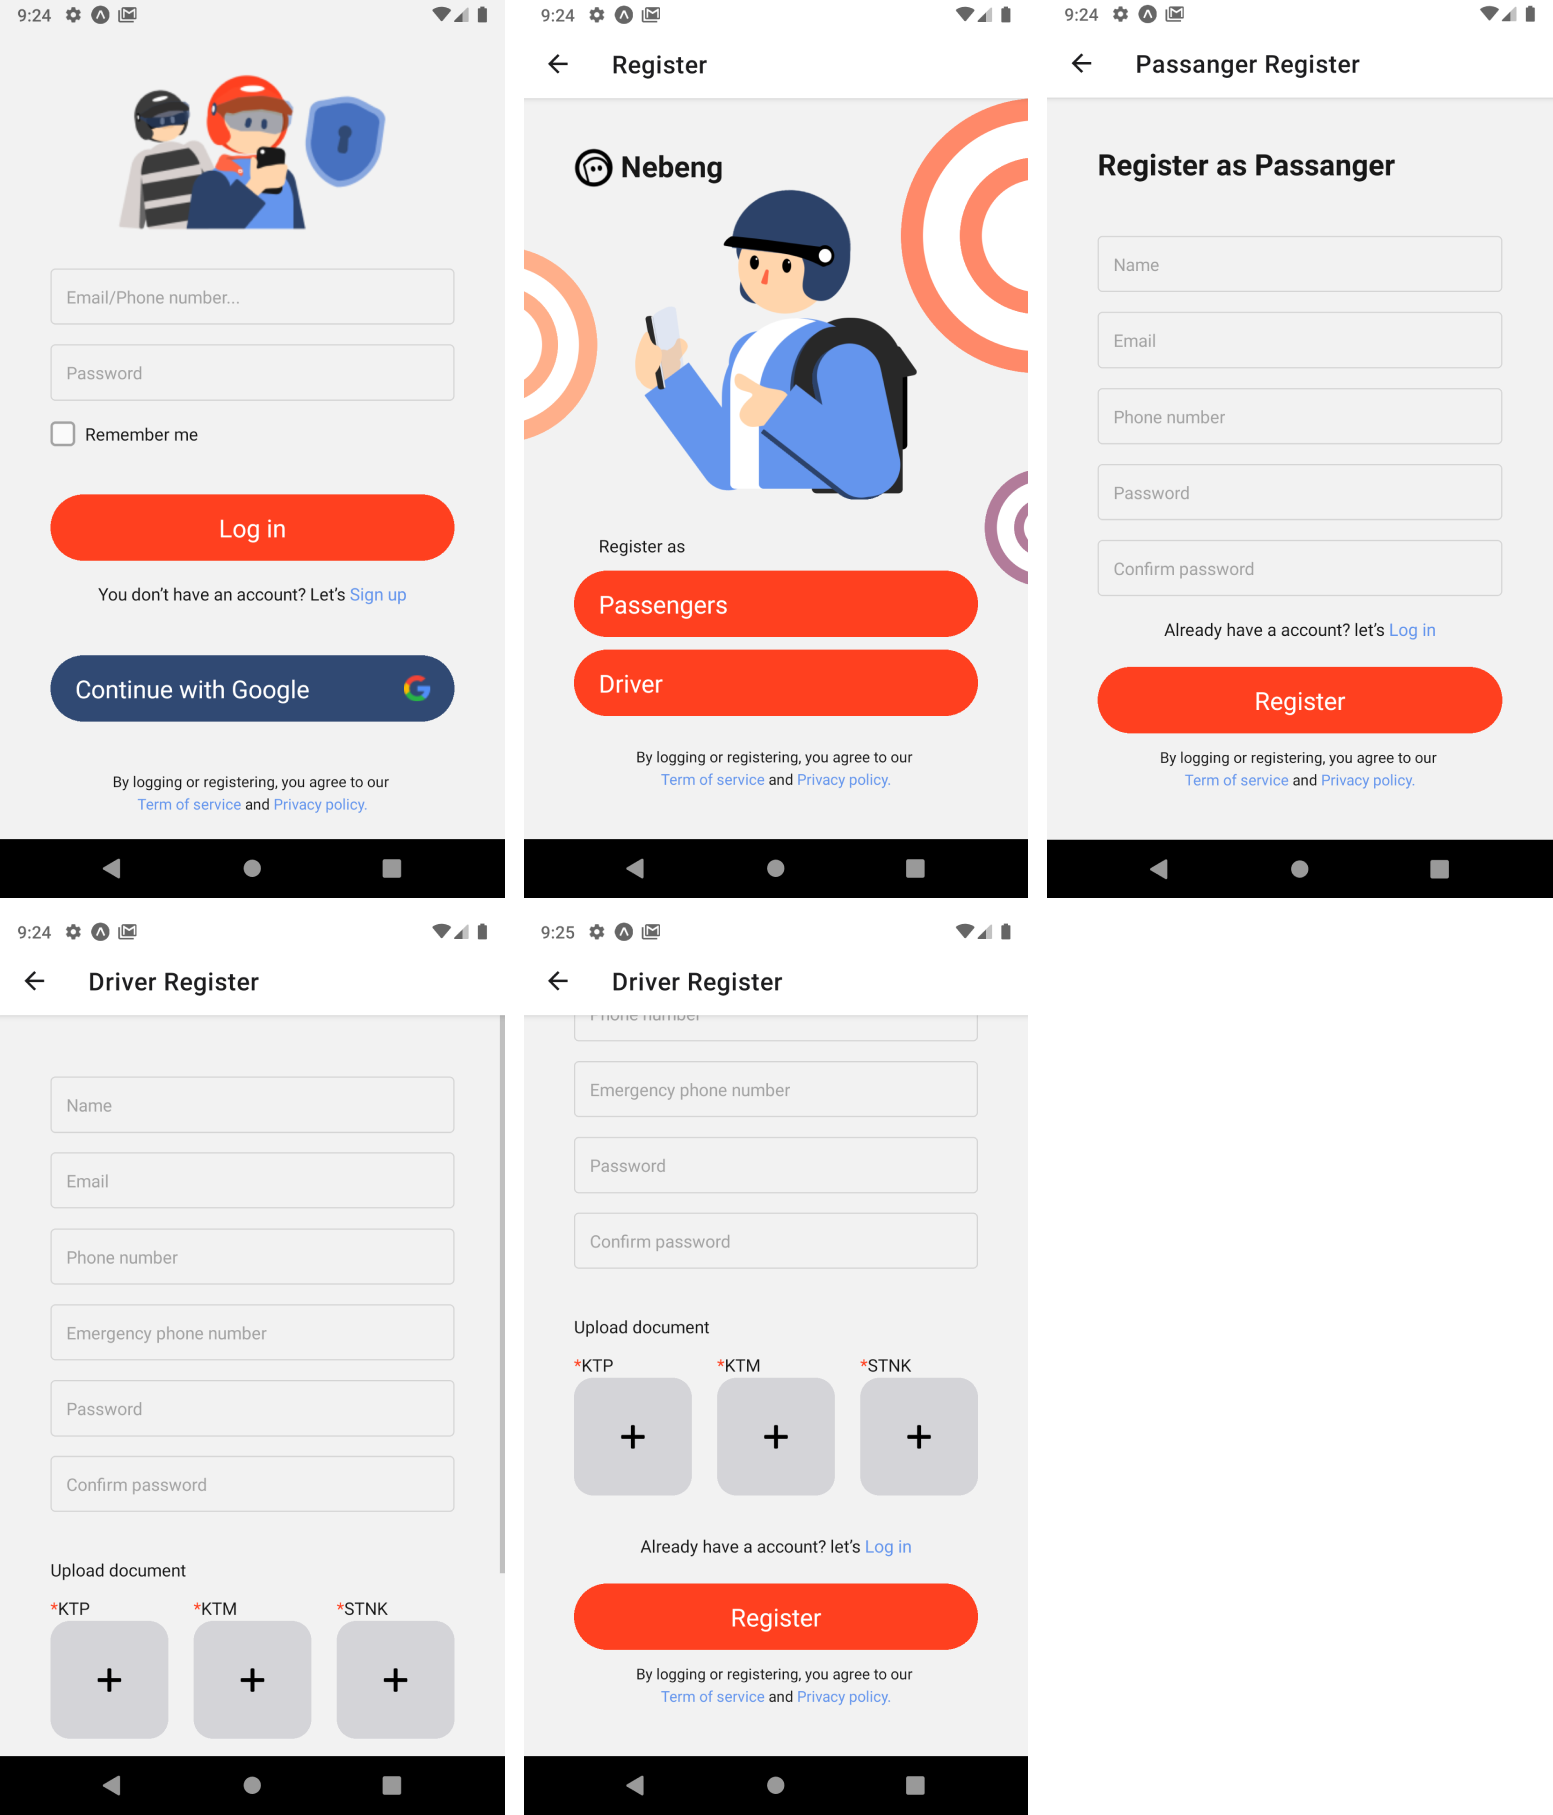 9:24
Email/Phone number...
Password
Remember me
Log in
You don't have an account? Let's Sign up
Continue with Google
By logging or registering, you agree to our
Term of service and Privacy policy.
9:24
Register
Nebeng
Register as
Passengers
Driver
By logging or registering, you agree to our
Term of service and Privacy policy.
9:24
Passanger Register
Register as Passanger
Name
Email
Phone number
Password
Confirm password
Already have a account? let's Log in
Register
By logging or registering, you agree to our
Term of service and Privacy policy.
9:24
Driver Register
Name
Email
Phone number
Emergency phone number
Password
Confirm password
Upload document
*KTP *KTM *STNK
+ + +
9:25
Driver Register
Phone number
Emergency phone number
Password
Confirm password
Upload document
*KTP *KTM *STNK
+ + +
Already have a account? let's Log in
Register
By logging or registering, you agree to our
Term of service and Privacy policy.